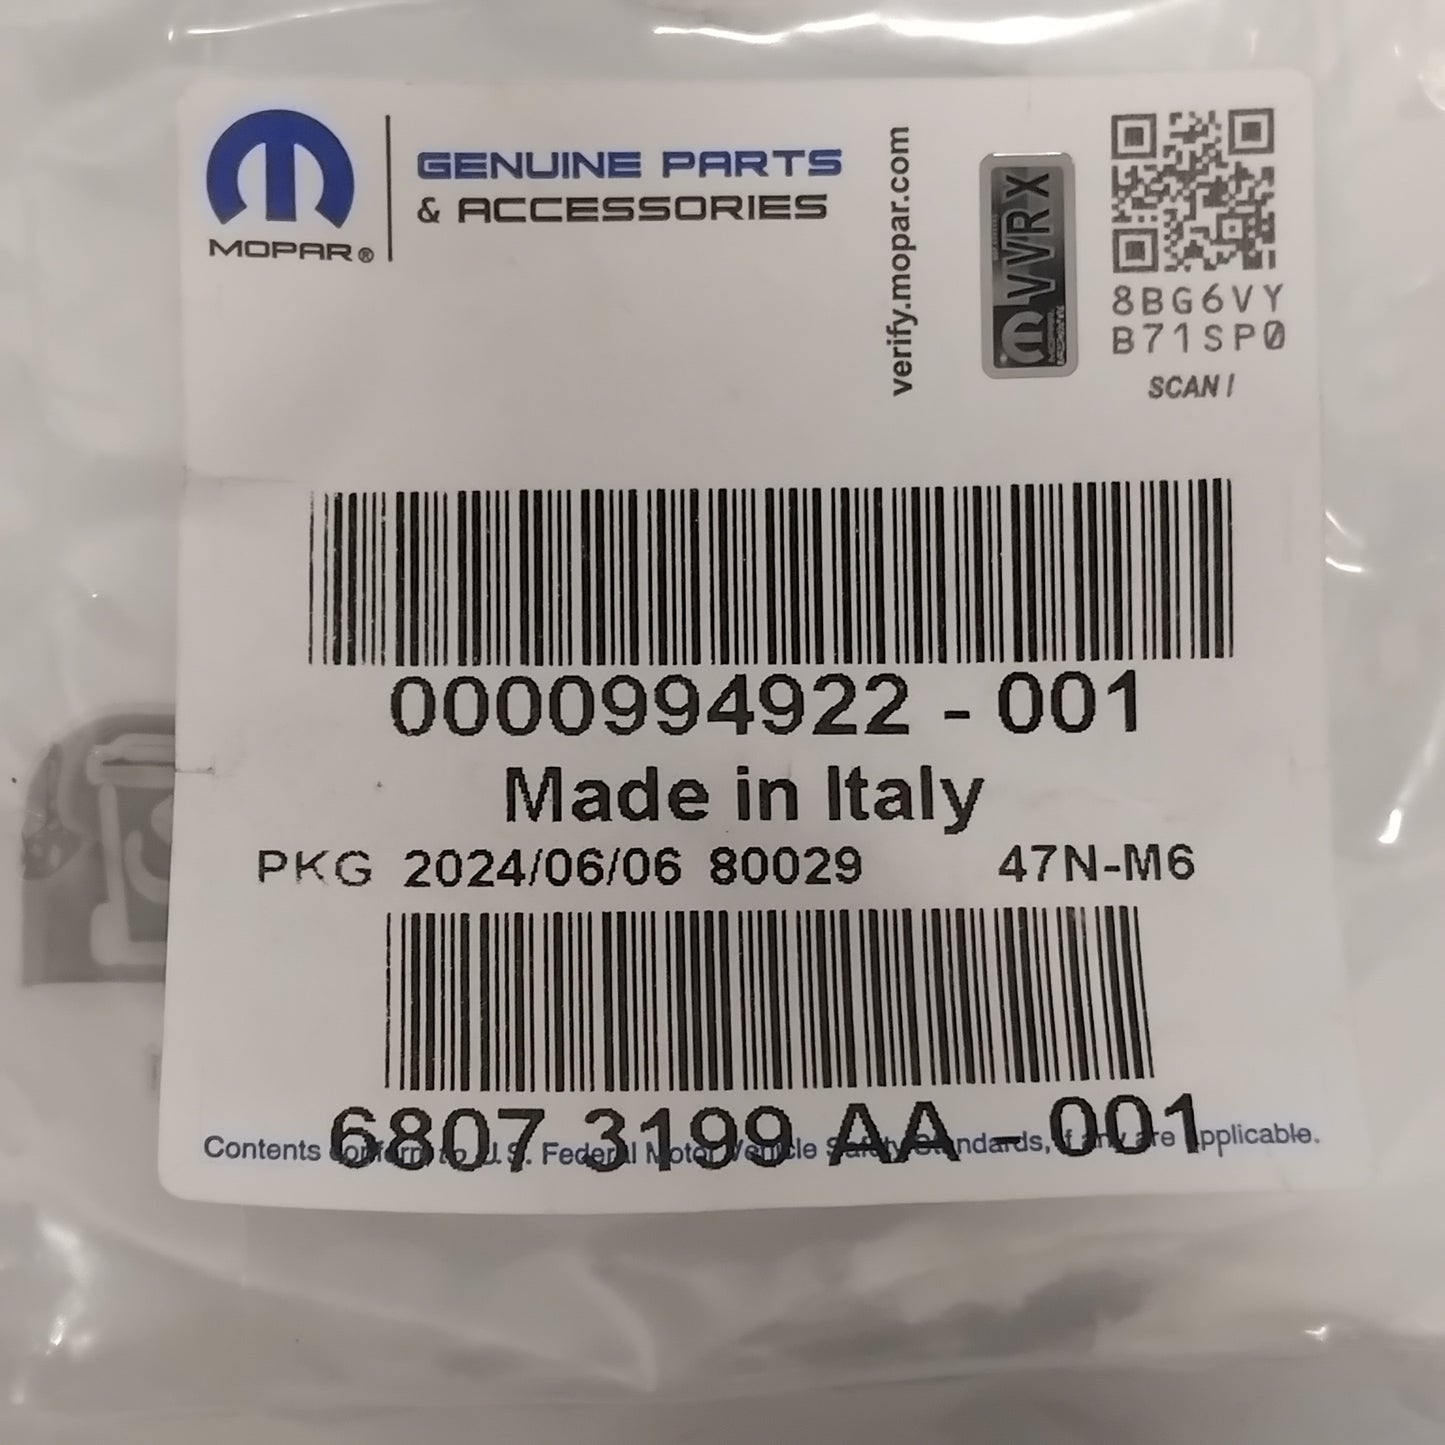 MOPAR®
GENUINE PARTS
& ACCESSORIES
verify.mopar.com
VVRX
8BG6VY
B71SP0
SCAN !
0000994922 - 001
Made in Italy
PKG 2024/06/06 80029 47N-M6
6807 3199 AA - 001
Contents conform to U.S. Federal Motor Vehicle Safety Standards, if any are applicable.